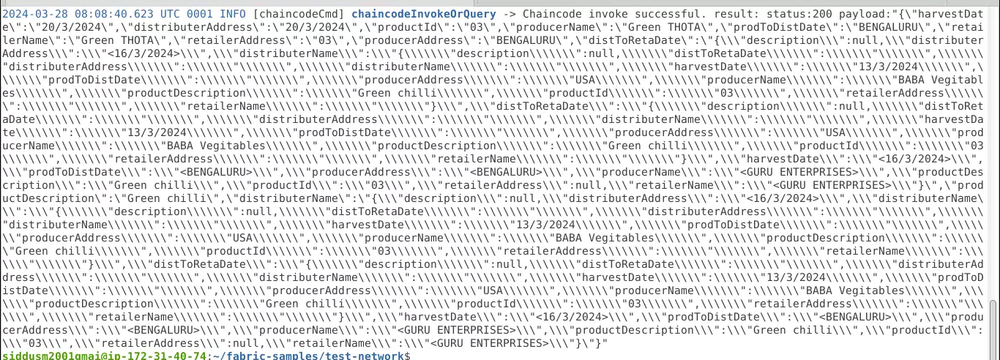 2024-03-28 08:08:40.623 UTC 0001 INFO [chaincodeCmd] chaincodeInvokeOrQuery -> Chaincode invoke successful. result: status:200 payload:"{\"harvestDat
e\":\"20/3/2024\",\"distributerAddress\":\"20/3/2024\",\"productId\":\"03\",\"producerName\":\"Green THOTA\",\"prodToDistDate\":\"BENGALURU\",\"retai
lerName\":\"Green THOTA\",\"retailerAddress\":\"03\",\"producerAddress\":\"BENGALURU\",\"distToRetaDate\":\"{\\\"description\\\":null,\\\"distributer
Address\\\":\\\"<16/3/2024>\\\",\\\"distributerName\\\":\\\"{\\\\\\\"description\\\\\\\":null,\\\\\\\"distToRetaDate\\\\\\\":\\\\\\\"\\\\\\\",\\\\\\\
"distributerAddress\\\\\\\":\\\\\\\"\\\\\\\",\\\\\\\"distributerName\\\\\\\":\\\\\\\"\\\\\\\",\\\\\\\"harvestDate\\\\\\\":\\\\\\\"13/3/2024\\\\\\\",\
\\\\\\"prodToDistDate\\\\\\\":\\\\\\\"\\\\\\\",\\\\\\\"producerAddress\\\\\\\":\\\\\\\"USA\\\\\\\",\\\\\\\"producerName\\\\\\\":\\\\\\\"BABA Vegitabl
es\\\\\\\",\\\\\\\"productDescription\\\\\\\":\\\\\\\"Green chilli\\\\\\\",\\\\\\\"productId\\\\\\\":\\\\\\\"03\\\\\\\",\\\\\\\"retailerAddress\\\\\\
\":\\\\\\\"\\\\\\\",\\\\\\\"retailerName\\\\\\\":\\\\\\\"\\\\\\\"}\\\",\\\"distToRetaDate\\\":\\\"{\\\\\\\"description\\\\\\\":null,\\\\\\\"distToRet
aDate\\\\\\\":\\\\\\\"\\\\\\\",\\\\\\\"distributerAddress\\\\\\\":\\\\\\\"\\\\\\\",\\\\\\\"distributerName\\\\\\\":\\\\\\\"\\\\\\\",\\\\\\\"harvestDa
te\\\\\\\":\\\\\\\"13/3/2024\\\\\\\",\\\\\\\"prodToDistDate\\\\\\\":\\\\\\\"\\\\\\\",\\\\\\\"producerAddress\\\\\\\":\\\\\\\"USA\\\\\\\",\\\\\\\"prod
ucerName\\\\\\\":\\\\\\\"BABA Vegitables\\\\\\\",\\\\\\\"productDescription\\\\\\\":\\\\\\\"Green chilli\\\\\\\",\\\\\\\"productId\\\\\\\":\\\\\\\"03
\\\\\\\",\\\\\\\"retailerAddress\\\\\\\":\\\\\\\"\\\\\\\",\\\\\\\"retailerName\\\\\\\":\\\\\\\"\\\\\\\"}\\\",\\\"harvestDate\\\":\\\"<16/3/2024>\\\",
\\\"prodToDistDate\\\":\\\"<BENGALURU>\\\",\\\"producerAddress\\\":\\\"<BENGALURU>\\\",\\\"producerName\\\":\\\"<GURU ENTERPRISES>\\\",\\\"productDes
cription\\\":\\\"Green chilli\\\",\\\"productId\\\":\\\"03\\\",\\\"retailerAddress\\\":null,\\\"retailerName\\\":\\\"<GURU ENTERPRISES>\\\"}\",\"prod
uctDescription\":\"Green chilli\",\"distributerName\":\"{\\\"description\\\":null,\\\"distributerAddress\\\":\\\"<16/3/2024>\\\",\\\"distributerName\
\\":\\\"{\\\\\\\"description\\\\\\\":null,\\\\\\\"distToRetaDate\\\\\\\":\\\\\\\"\\\\\\\",\\\\\\\"distributerAddress\\\\\\\":\\\\\\\"\\\\\\\",\\\\\\\
"distributerName\\\\\\\":\\\\\\\"\\\\\\\",\\\\\\\"harvestDate\\\\\\\":\\\\\\\"13/3/2024\\\\\\\",\\\\\\\"prodToDistDate\\\\\\\":\\\\\\\"\\\\\\\",\\\\\
\\"producerAddress\\\\\\\":\\\\\\\"USA\\\\\\\",\\\\\\\"producerName\\\\\\\":\\\\\\\"BABA Vegitables\\\\\\\",\\\\\\\"productDescription\\\\\\\":\\\\\\
\"Green chilli\\\\\\\",\\\\\\\"productId\\\\\\\":\\\\\\\"03\\\\\\\",\\\\\\\"retailerAddress\\\\\\\":\\\\\\\"\\\\\\\",\\\\\\\"retailerName\\\\\\\":\\\
\\\\"\\\\\\\"}\\\",\\\"distToRetaDate\\\":\\\"{\\\\\\\"description\\\\\\\":null,\\\\\\\"distToRetaDate\\\\\\\":\\\\\\\"\\\\\\\",\\\\\\\"distributerAd
dress\\\\\\\":\\\\\\\"\\\\\\\",\\\\\\\"distributerName\\\\\\\":\\\\\\\"\\\\\\\",\\\\\\\"harvestDate\\\\\\\":\\\\\\\"13/3/2024\\\\\\\",\\\\\\\"prodToD
istDate\\\\\\\":\\\\\\\"\\\\\\\",\\\\\\\"producerAddress\\\\\\\":\\\\\\\"USA\\\\\\\",\\\\\\\"producerName\\\\\\\":\\\\\\\"BABA Vegitables\\\\\\\",\\\
\\\\"productDescription\\\\\\\":\\\\\\\"Green chilli\\\\\\\",\\\\\\\"productId\\\\\\\":\\\\\\\"03\\\\\\\",\\\\\\\"retailerAddress\\\\\\\":\\\\\\\"\\\
\\\\",\\\\\\\"retailerName\\\\\\\":\\\\\\\"\\\\\\\"}\\\",\\\"harvestDate\\\":\\\"<16/3/2024>\\\",\\\"prodToDistDate\\\":\\\"<BENGALURU>\\\",\\\"produ
cerAddress\\\":\\\"<BENGALURU>\\\",\\\"producerName\\\":\\\"<GURU ENTERPRISES>\\\",\\\"productDescription\\\":\\\"Green chilli\\\",\\\"productId\\\":
\\\"03\\\",\\\"retailerAddress\\\":null,\\\"retailerName\\\":\\\"<GURU ENTERPRISES>\\\"}\"}"
siddusm2001gmai@ip-172-31-40-74:~/fabric-samples/test-network$